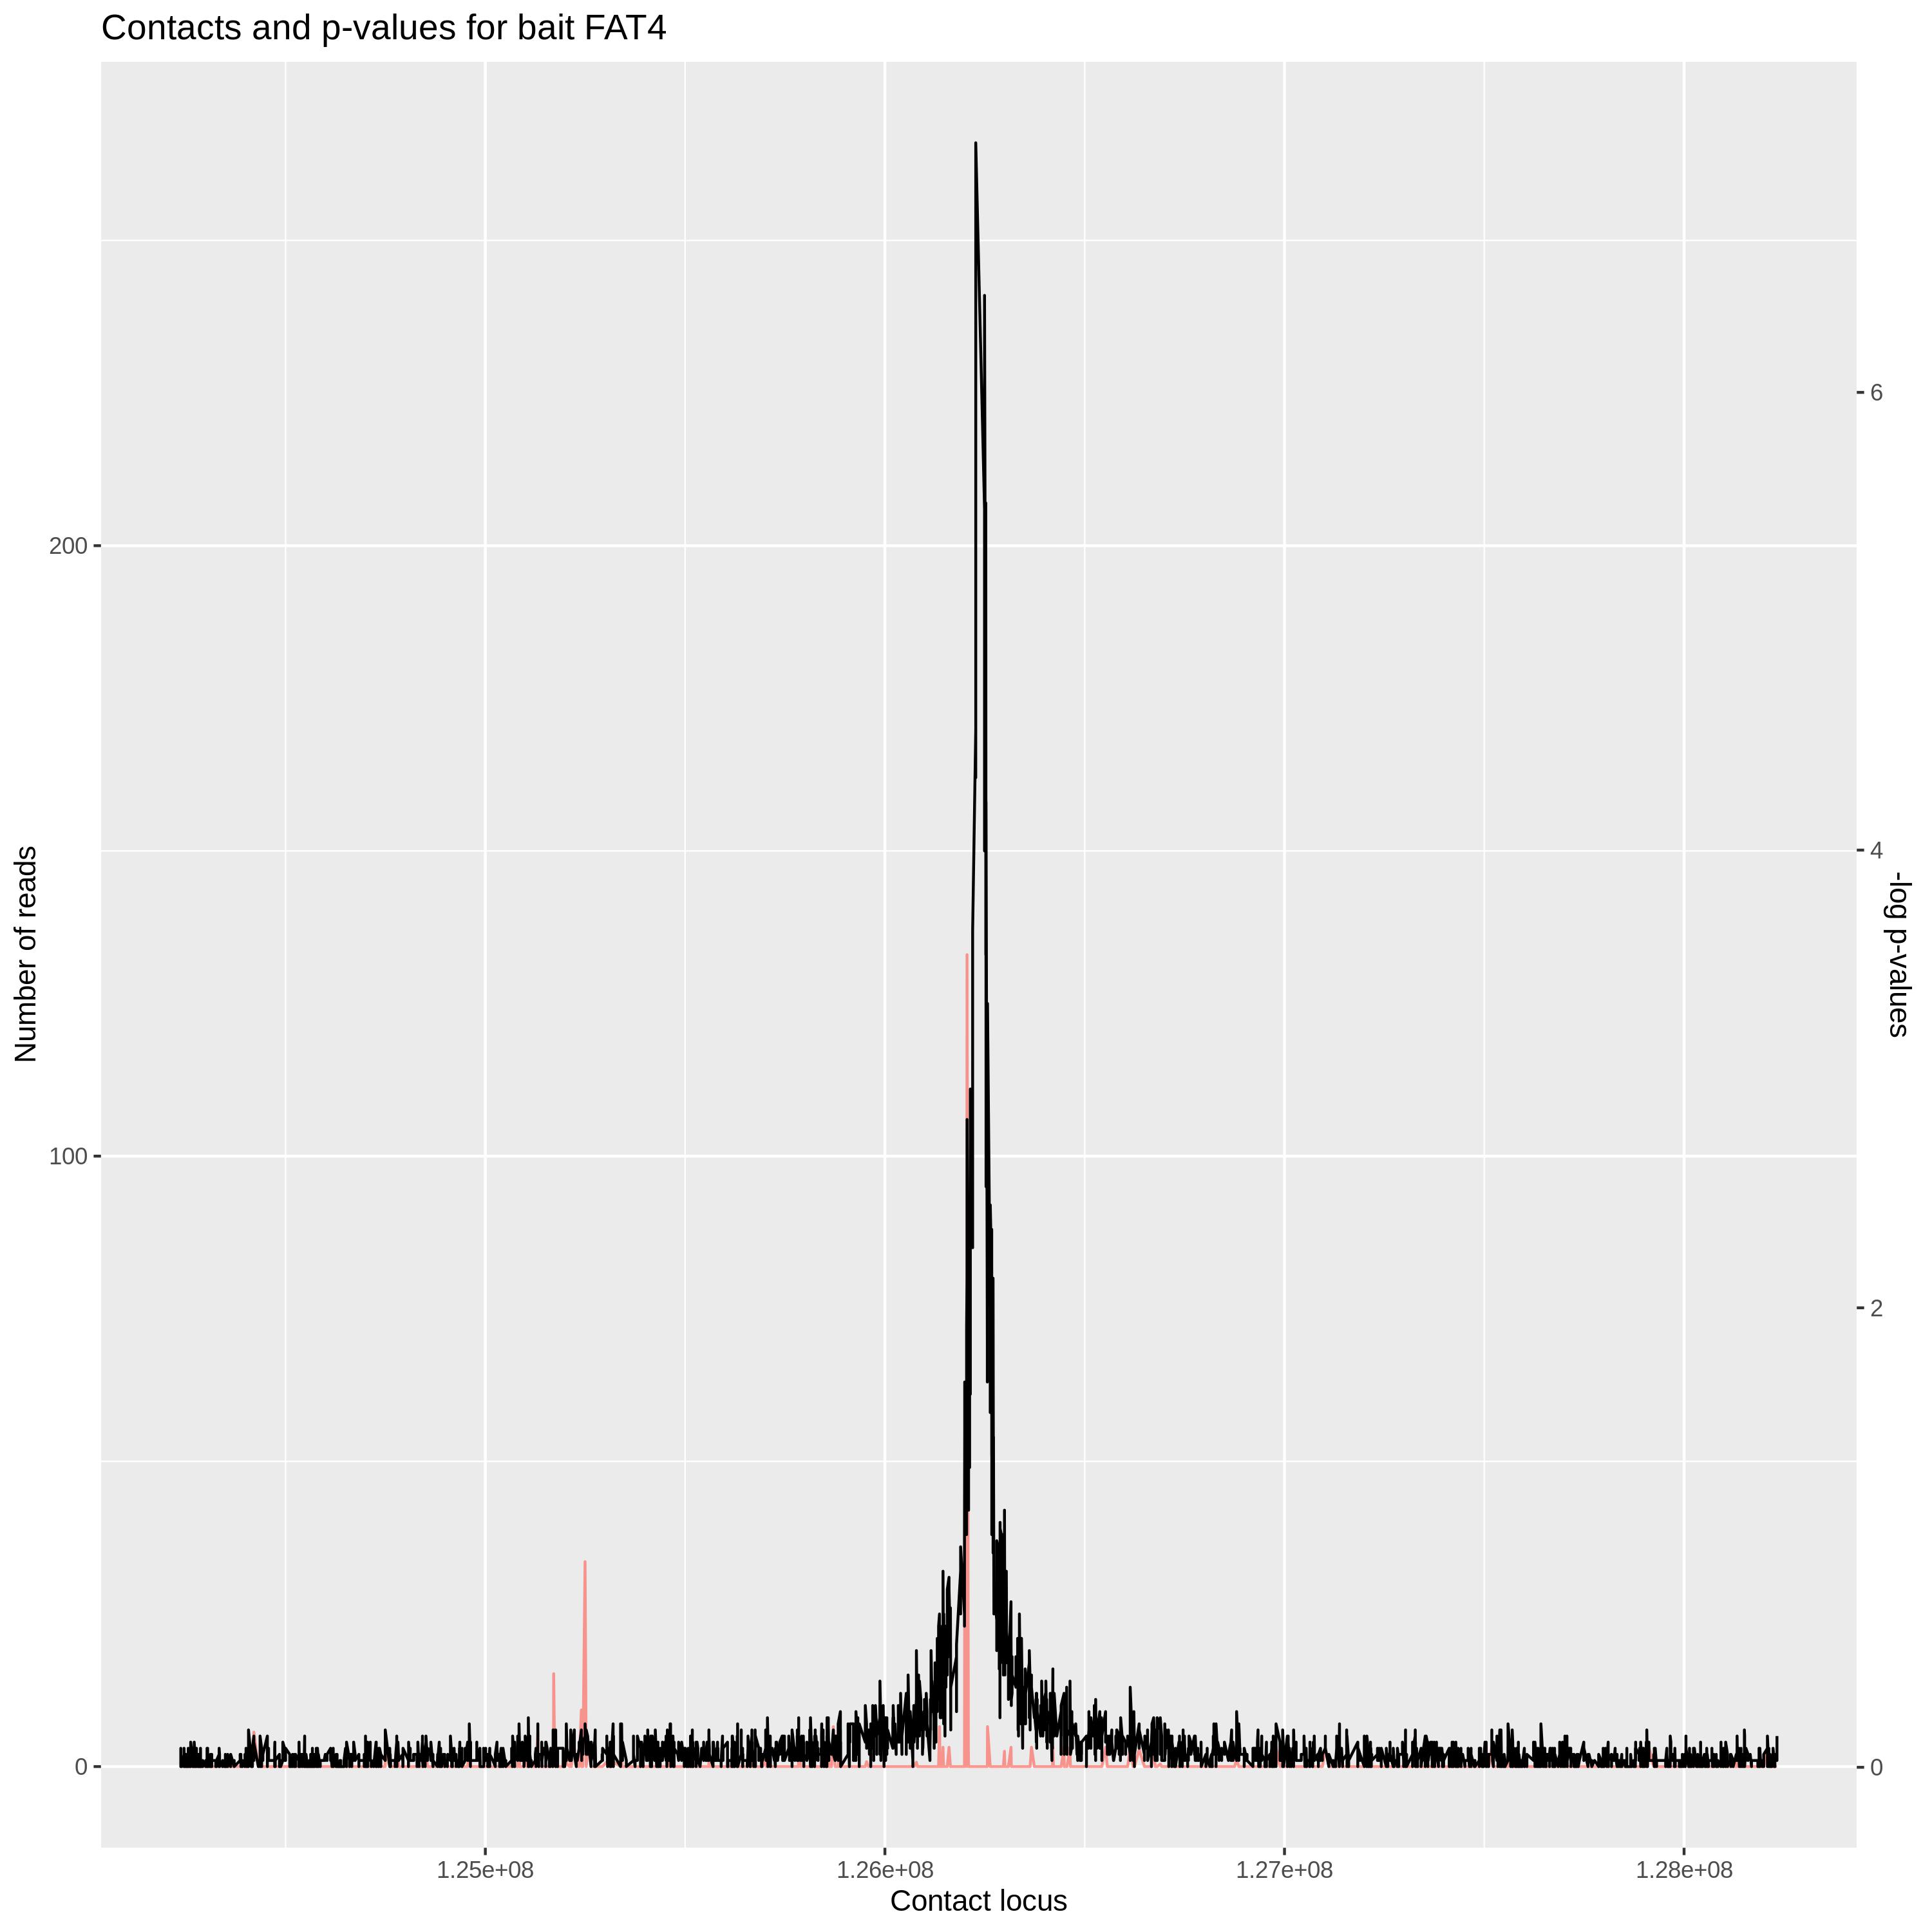 Contacts and p-values for bait FAT4
Number of reads
200
100
0
6
4
2
0
-log p-values
1.25e+08 1.26e+08 1.27e+08 1.28e+08
Contact locus